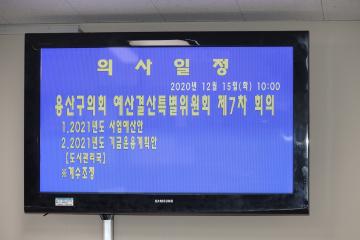 의사일정
2020년 12월 15일(화) 10:00
용산구의회 예산결산특별위원회 제7차 회의
1.2021년도 사업예산안
2.2021년도 기금운용계획안
[도시관리국]
※계수조정
SAMSUNG